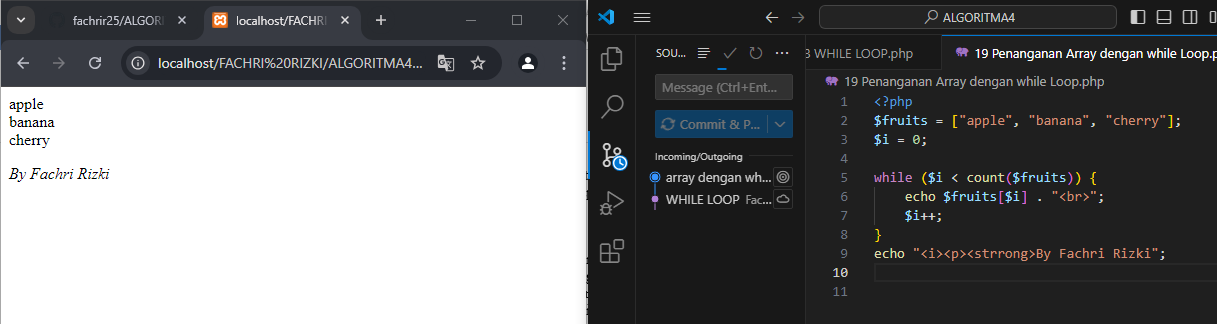 fachrir25/ALGORI
localhost/FACHRI
localhost/FACHRI%20RIZKI/ALGORITMA4...
apple
banana
cherry
By Fachri Rizki
ALGORITMA4
SOU...
Message (Ctrl+Ent...
Commit & P...
Incoming/Outgoing
array dengan wh...
WHILE LOOP Fac...
WHILE LOOP.php
19 Penanganan Array dengan while Loop.p
19 Penanganan Array dengan while Loop.php
1 <?php
2 $fruits = ["apple", "banana", "cherry"];
3 $i = 0;
4
5 while ($i < count($fruits)) {
6 echo $fruits[$i] . "<br>";
7 $i++;
8 }
9 echo "<i><p><strrong>By Fachri Rizki";
10
11